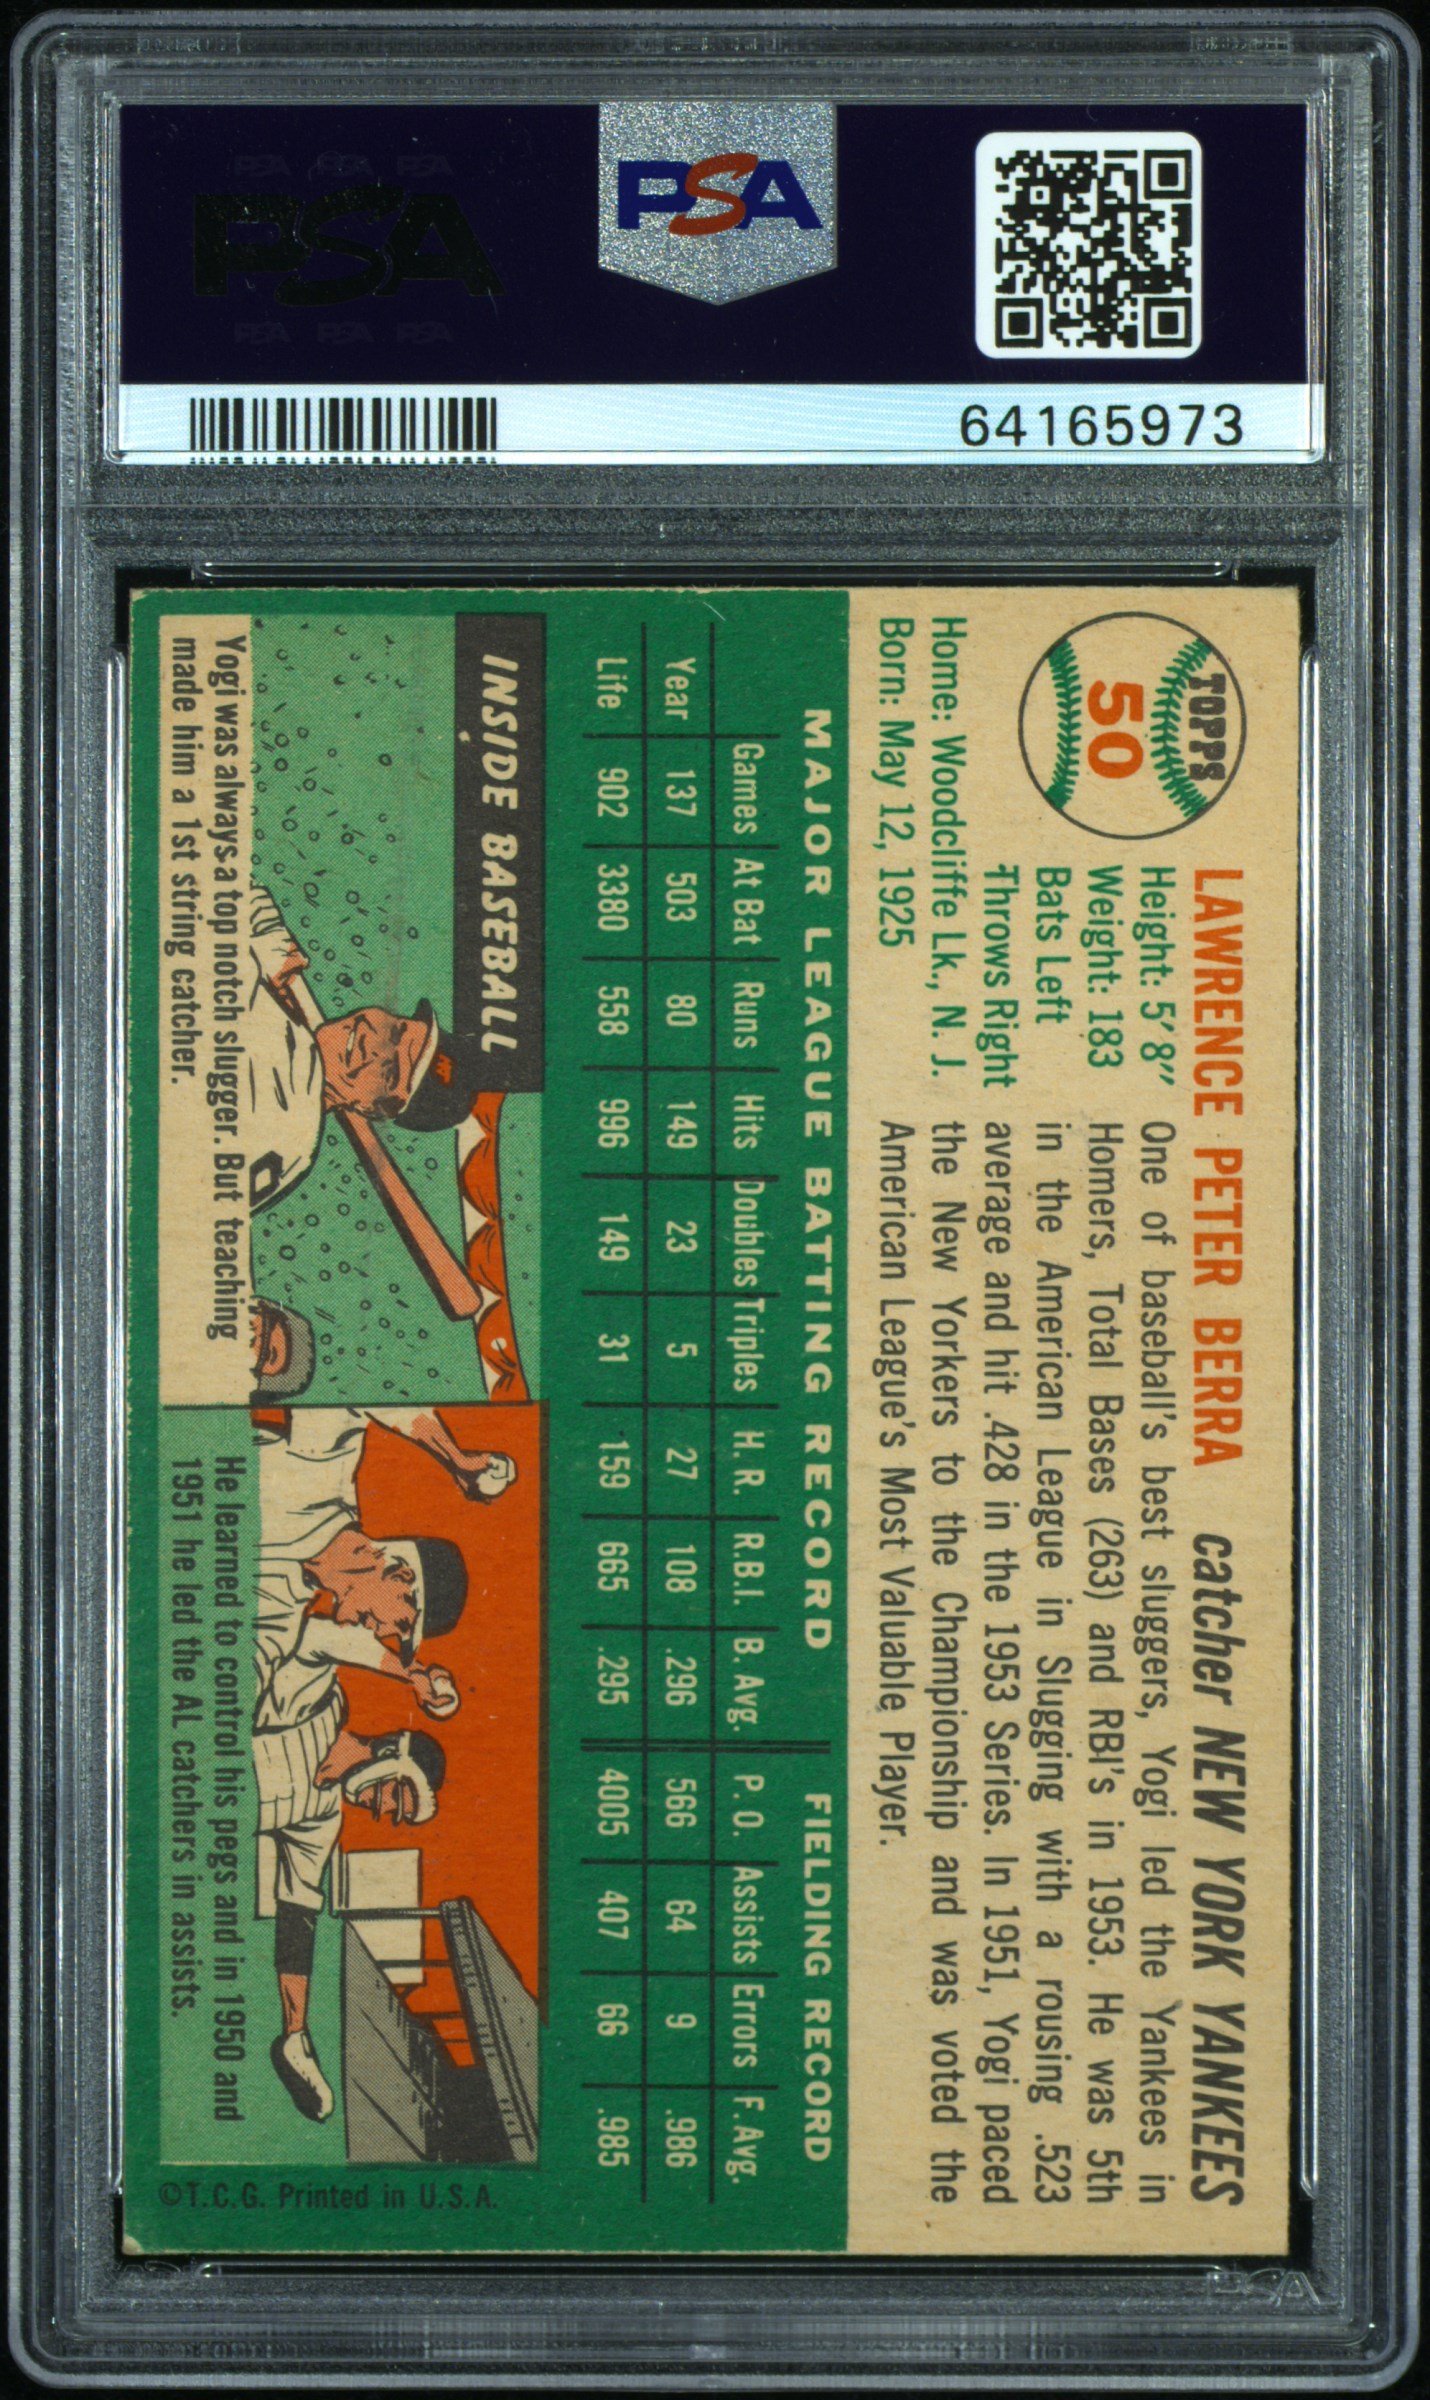 PSA PSA PSA
PSA
PSA PSA PSA
PSA
64165973
TOPPS
50
LAWRENCE PETER BERRA catcher NEW YORK YANKEES
Height: 5′ 8″
Weight: 183
Bats Left
Throws Right
Home: Woodcliffe Lk., N. J.
Born: May 12, 1925
One of baseball's best sluggers, Yogi led the Yankees in
Homers, Total Bases (263) and RBI's in 1953. He was 5th
in the American League in Slugging with a rousing .523
average and hit .428 in the 1953 Series. In 1951, Yogi paced
the New Yorkers to the Championship and was voted the
American League's Most Valuable Player.
MAJOR LEAGUE BATTING RECORD FIELDING RECORD
Games At Bat Runs Hits Doubles Triples H. R. R.B.I. B. Avg. P. O. Assists Errors F. Avg.
Year 137 503 80 149 23 5 27 108 .296 566 64 9 .986
Life 902 3380 558 996 149 31 159 665 .295 4005 407 66 .985
INSIDE BASEBALL
Yogi was always a top notch slugger. But teaching
made him a 1st string catcher.
He learned to control his pegs and in 1950 and
1951 he led the AL catchers in assists.
©T.C.G. Printed in U.S.A.
PSA